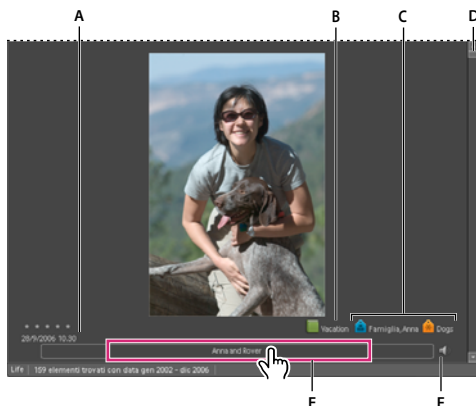 A B C D
Vacation Famiglia, Anna Dogs
28/9/2006 10.30
Anna and Rover
Life 159 elementi trovati con data gen 2002 - dic 2006
E F